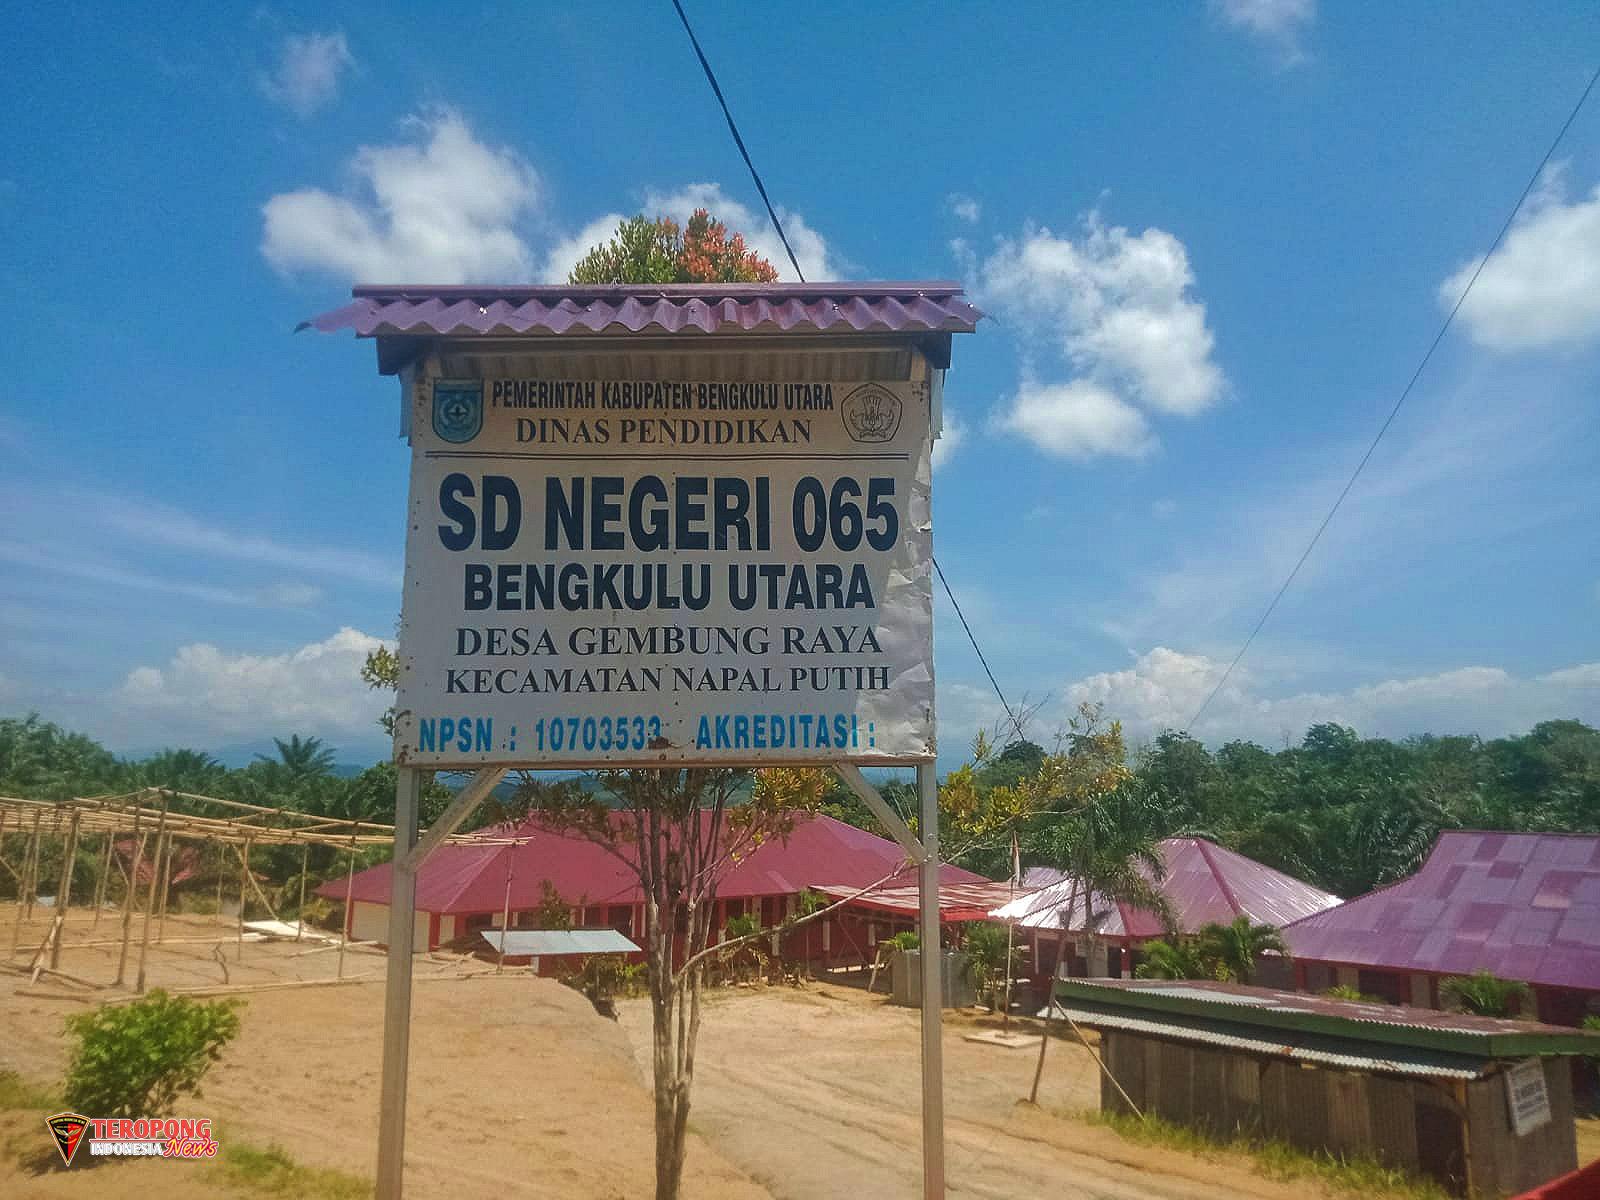 PEMERINTAH KABUPATEN BENGKULU UTARA
DINAS PENDIDIKAN
SD NEGERI 065
BENGKULU UTARA
DESA GEMBUNG RAYA
KECAMATAN NAPAL PUTIH
NPSN : 10703533 AKREDITASI :
TEROPONG
INDONESIA News